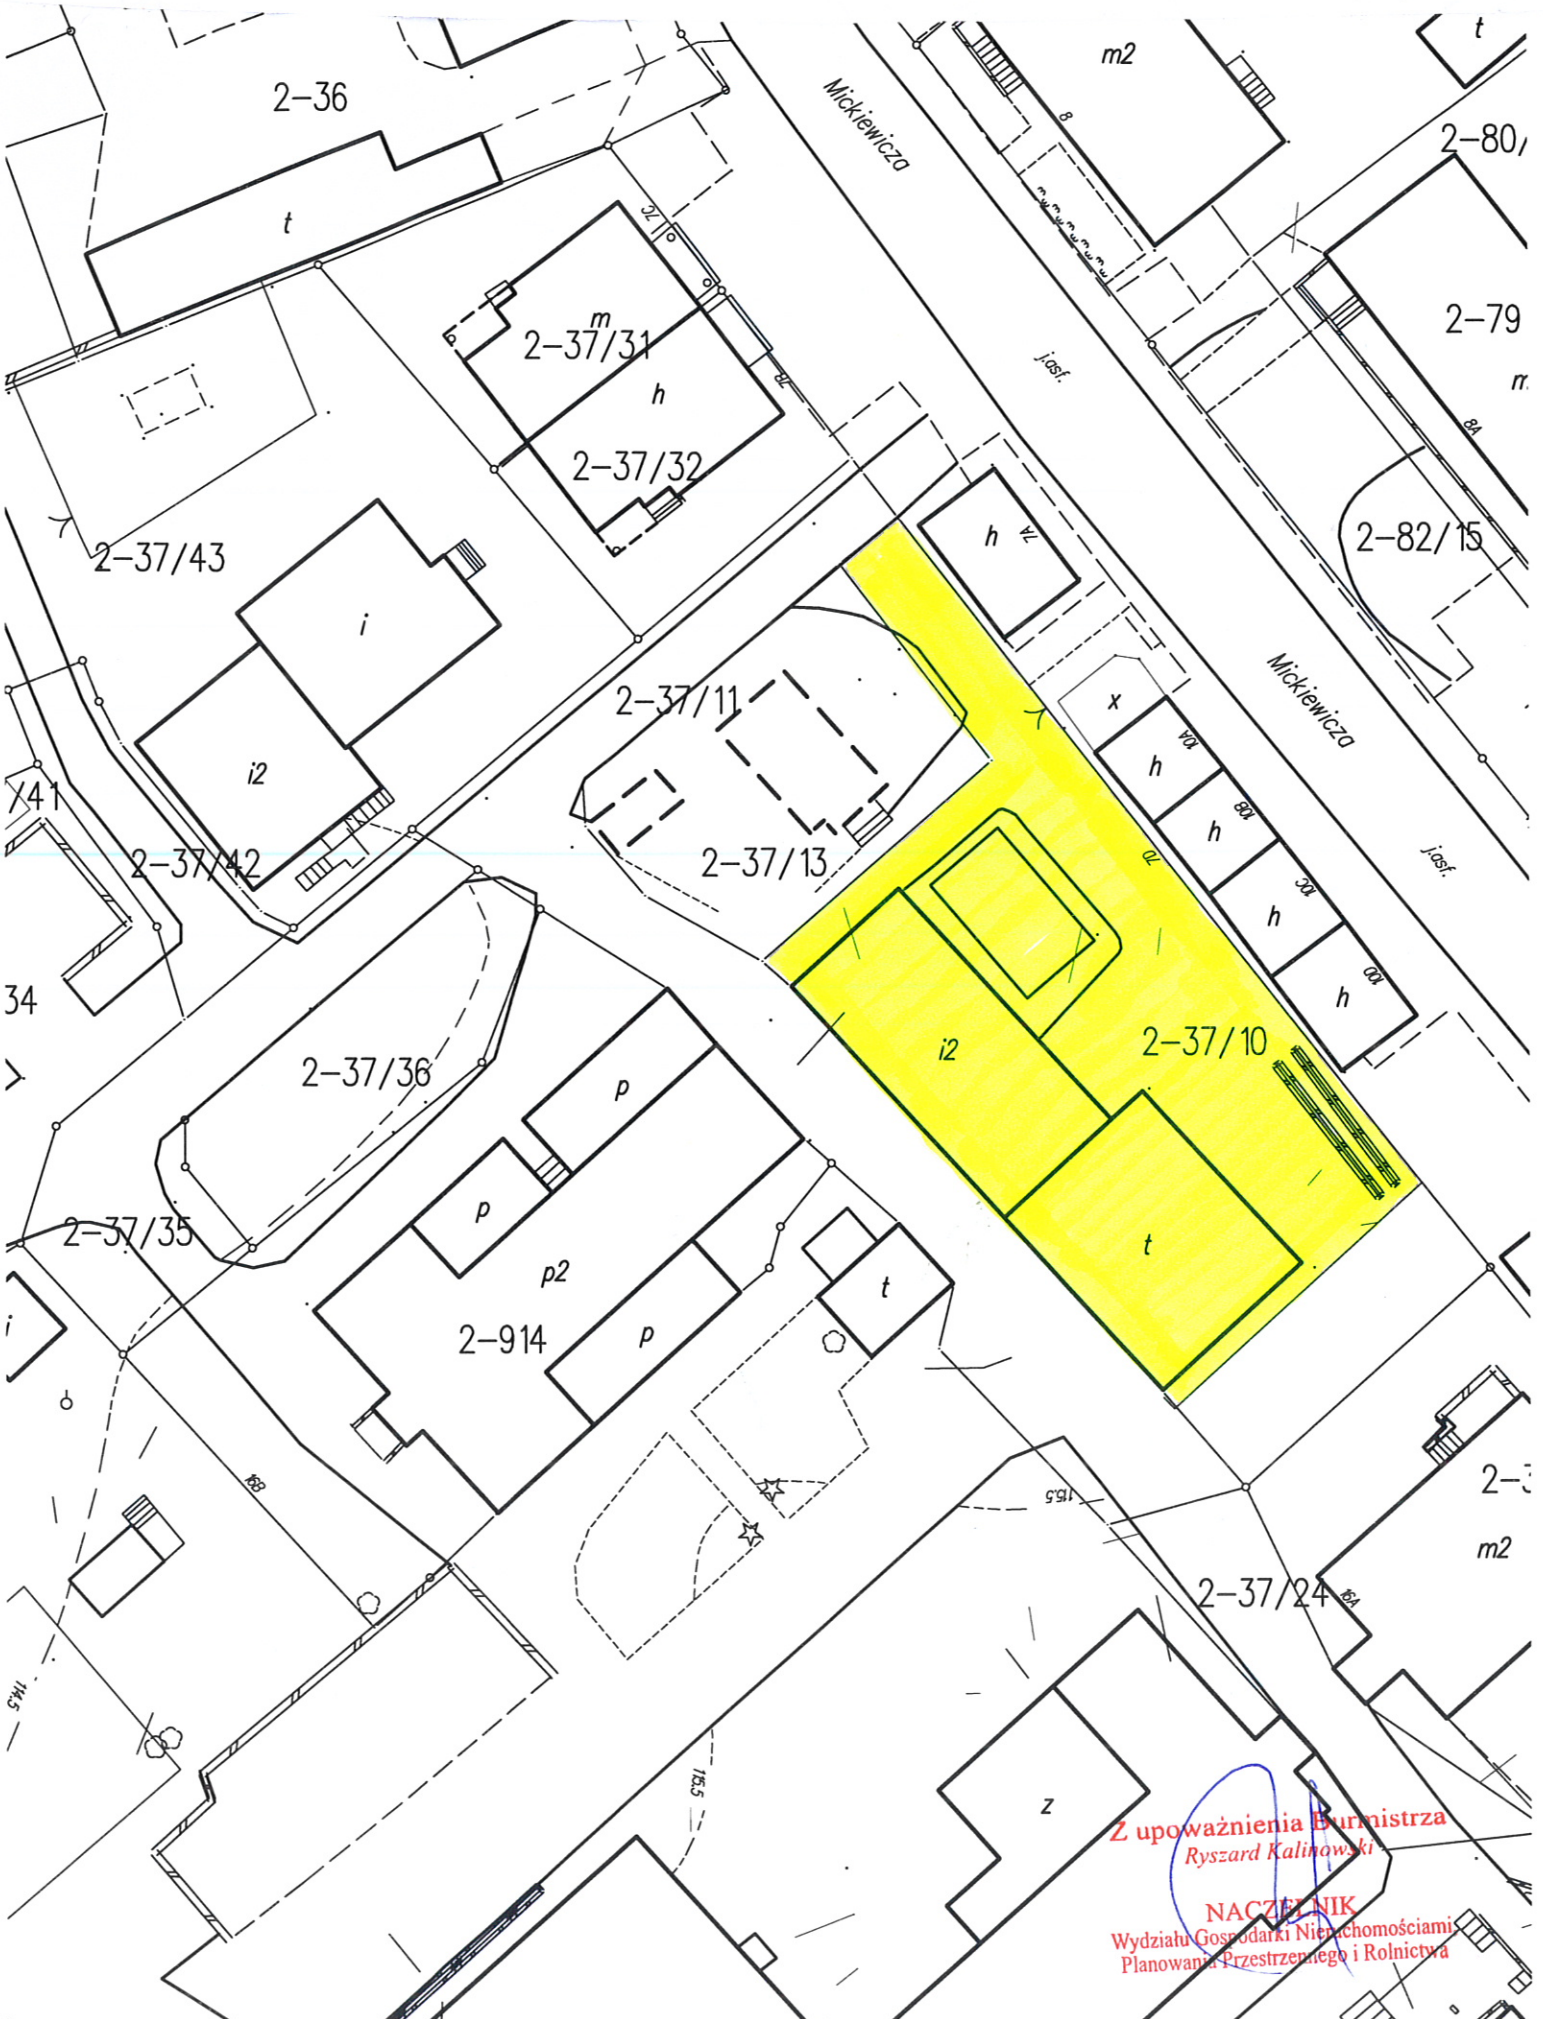 m2
t
2-36
Mickiewicza
8
2-80/
t
7C
2-79
m
2-37/31
j.asf.
m
7B
h
8A
2-37/32
2-82/15
h
7A
2-37/43
i
Mickiewicza
2-37/11
x
10A
h
i2
/41
10B
h
j.asf.
2-37/42
2-37/13
7D
10C
h
10D
h
34
2-37/10
i2
2-37/36
p
p
2-37/35
t
p2
t
i
p
2-914
16B
115.5
2-3
m2
2-37/24
16A
114.5
115.5
z
Z upoważnienia Burmistrza
Ryszard Kalinowski
NACZELNIK
Wydziału Gospodarki Nieruchomościami
Planowania Przestrzennego i Rolnictwa